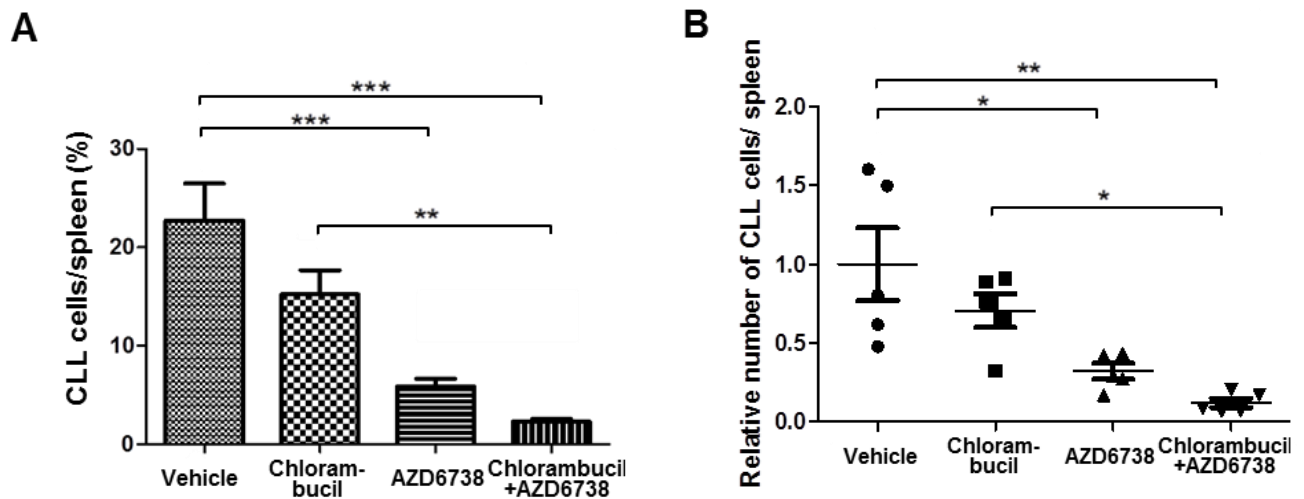 A
CLL cells/spleen (%)
30
20
10
0
***
***
**
Vehicle
Chloram-
bucil
AZD6738
Chlorambucil
+AZD6738
B
Relative number of CLL cells/ spleen
2.0
1.5
1.0
0.5
0.0
**
*
*
Vehicle
Chloram-
bucil
AZD6738
Chlorambucil
+AZD6738